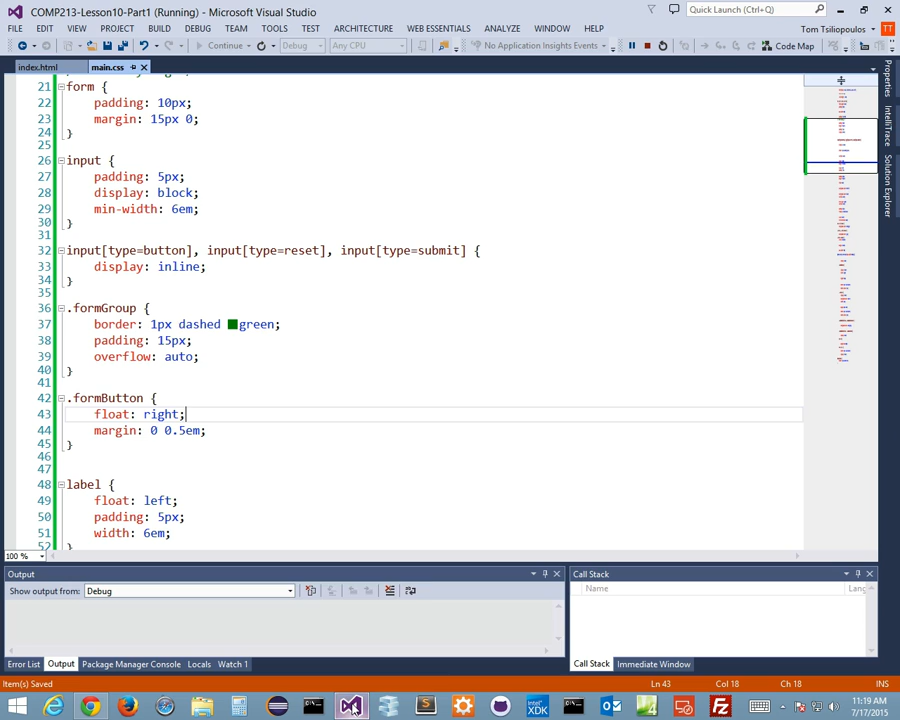 COMP213-Lesson10-Part1 (Running) - Microsoft Visual Studio
Quick Launch (Ctrl+Q)
FILE EDIT VIEW PROJECT BUILD DEBUG TEAM TOOLS TEST ARCHITECTURE WEB ESSENTIALS ANALYZE WINDOW HELP
Tom Tsiliopoulos TT
Continue Debug Any CPU No Application Insights Events Code Map
index.html main.css
21 form {
22 padding: 10px;
23 margin: 15px 0;
24 }
25
26 input {
27 padding: 5px;
28 display: block;
29 min-width: 6em;
30 }
31
32 input[type=button], input[type=reset], input[type=submit] {
33 display: inline;
34 }
35
36 .formGroup {
37 border: 1px dashed green;
38 padding: 15px;
39 overflow: auto;
40 }
41
42 .formButton {
43 float: right;
44 margin: 0 0.5em;
45 }
46
47
48 label {
49 float: left;
50 padding: 5px;
51 width: 6em;
52 }
Properties
IntelliTrace
Solution Explorer
100 %
Output
Show output from: Debug
Call Stack
Name Lang
Error List Output Package Manager Console Locals Watch 1
Call Stack Immediate Window
Item(s) Saved Ln 43 Col 18 Ch 18 INS
Intel XDK
11:19 AM
7/17/2015